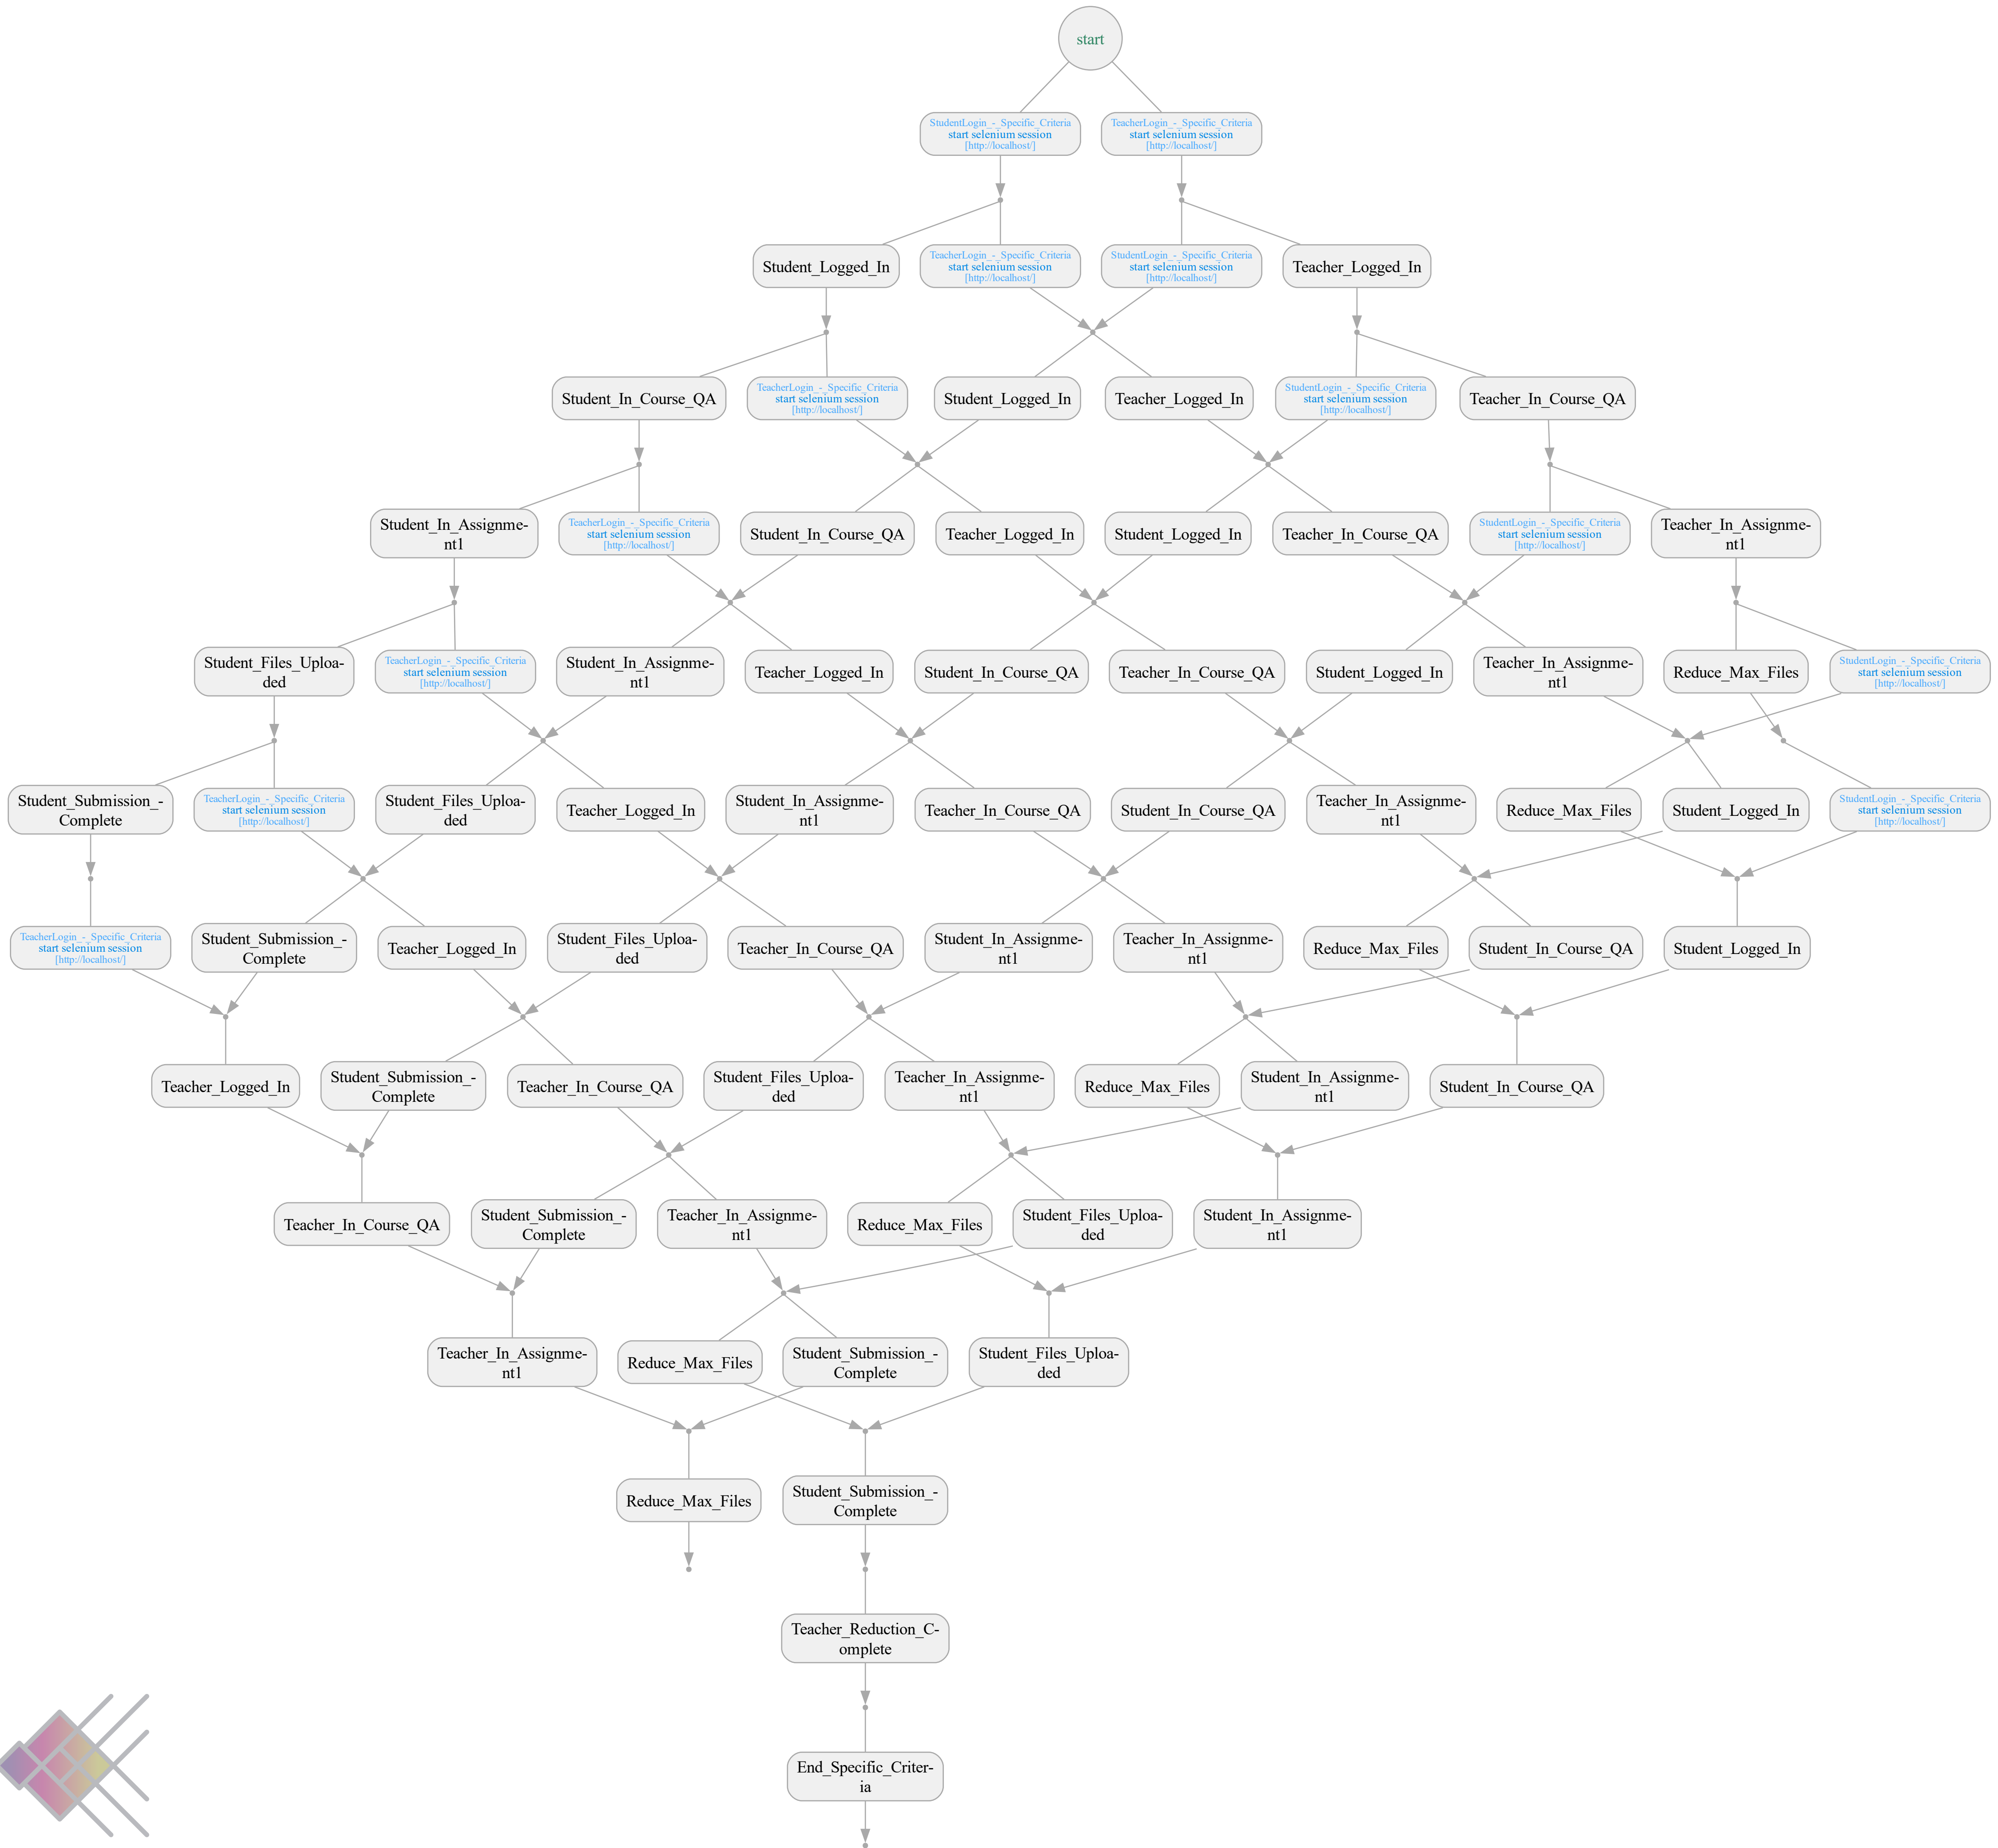 start
StudentLogin_-_Specific_Criteria
start selenium session
[http://localhost/]
TeacherLogin_-_Specific_Criteria
start selenium session
[http://localhost/]
Student_Logged_In
TeacherLogin_-_Specific_Criteria
start selenium session
[http://localhost/]
StudentLogin_-_Specific_Criteria
start selenium session
[http://localhost/]
Teacher_Logged_In
Student_In_Course_QA
TeacherLogin_-_Specific_Criteria
start selenium session
[http://localhost/]
Student_Logged_In
Teacher_Logged_In
StudentLogin_-_Specific_Criteria
start selenium session
[http://localhost/]
Teacher_In_Course_QA
Student_In_Assignme-
nt1
TeacherLogin_-_Specific_Criteria
start selenium session
[http://localhost/]
Student_In_Course_QA
Teacher_Logged_In
Student_Logged_In
Teacher_In_Course_QA
StudentLogin_-_Specific_Criteria
start selenium session
[http://localhost/]
Teacher_In_Assignme-
nt1
Student_Files_Uploa-
ded
TeacherLogin_-_Specific_Criteria
start selenium session
[http://localhost/]
Student_In_Assignme-
nt1
Teacher_Logged_In
Student_In_Course_QA
Teacher_In_Course_QA
Student_Logged_In
Teacher_In_Assignme-
nt1
Reduce_Max_Files
StudentLogin_-_Specific_Criteria
start selenium session
[http://localhost/]
Student_Submission_-
Complete
TeacherLogin_-_Specific_Criteria
start selenium session
[http://localhost/]
Student_Files_Uploa-
ded
Teacher_Logged_In
Student_In_Assignme-
nt1
Teacher_In_Course_QA
Student_In_Course_QA
Teacher_In_Assignme-
nt1
Reduce_Max_Files
Student_Logged_In
StudentLogin_-_Specific_Criteria
start selenium session
[http://localhost/]
TeacherLogin_-_Specific_Criteria
start selenium session
[http://localhost/]
Student_Submission_-
Complete
Teacher_Logged_In
Student_Files_Uploa-
ded
Teacher_In_Course_QA
Student_In_Assignme-
nt1
Teacher_In_Assignme-
nt1
Reduce_Max_Files
Student_In_Course_QA
Student_Logged_In
Teacher_Logged_In
Student_Submission_-
Complete
Teacher_In_Course_QA
Student_Files_Uploa-
ded
Teacher_In_Assignme-
nt1
Reduce_Max_Files
Student_In_Assignme-
nt1
Student_In_Course_QA
Teacher_In_Course_QA
Student_Submission_-
Complete
Teacher_In_Assignme-
nt1
Reduce_Max_Files
Student_Files_Uploa-
ded
Student_In_Assignme-
nt1
Teacher_In_Assignme-
nt1
Reduce_Max_Files
Student_Submission_-
Complete
Student_Files_Uploa-
ded
Reduce_Max_Files
Student_Submission_-
Complete
Teacher_Reduction_C-
omplete
End_Specific_Criter-
ia